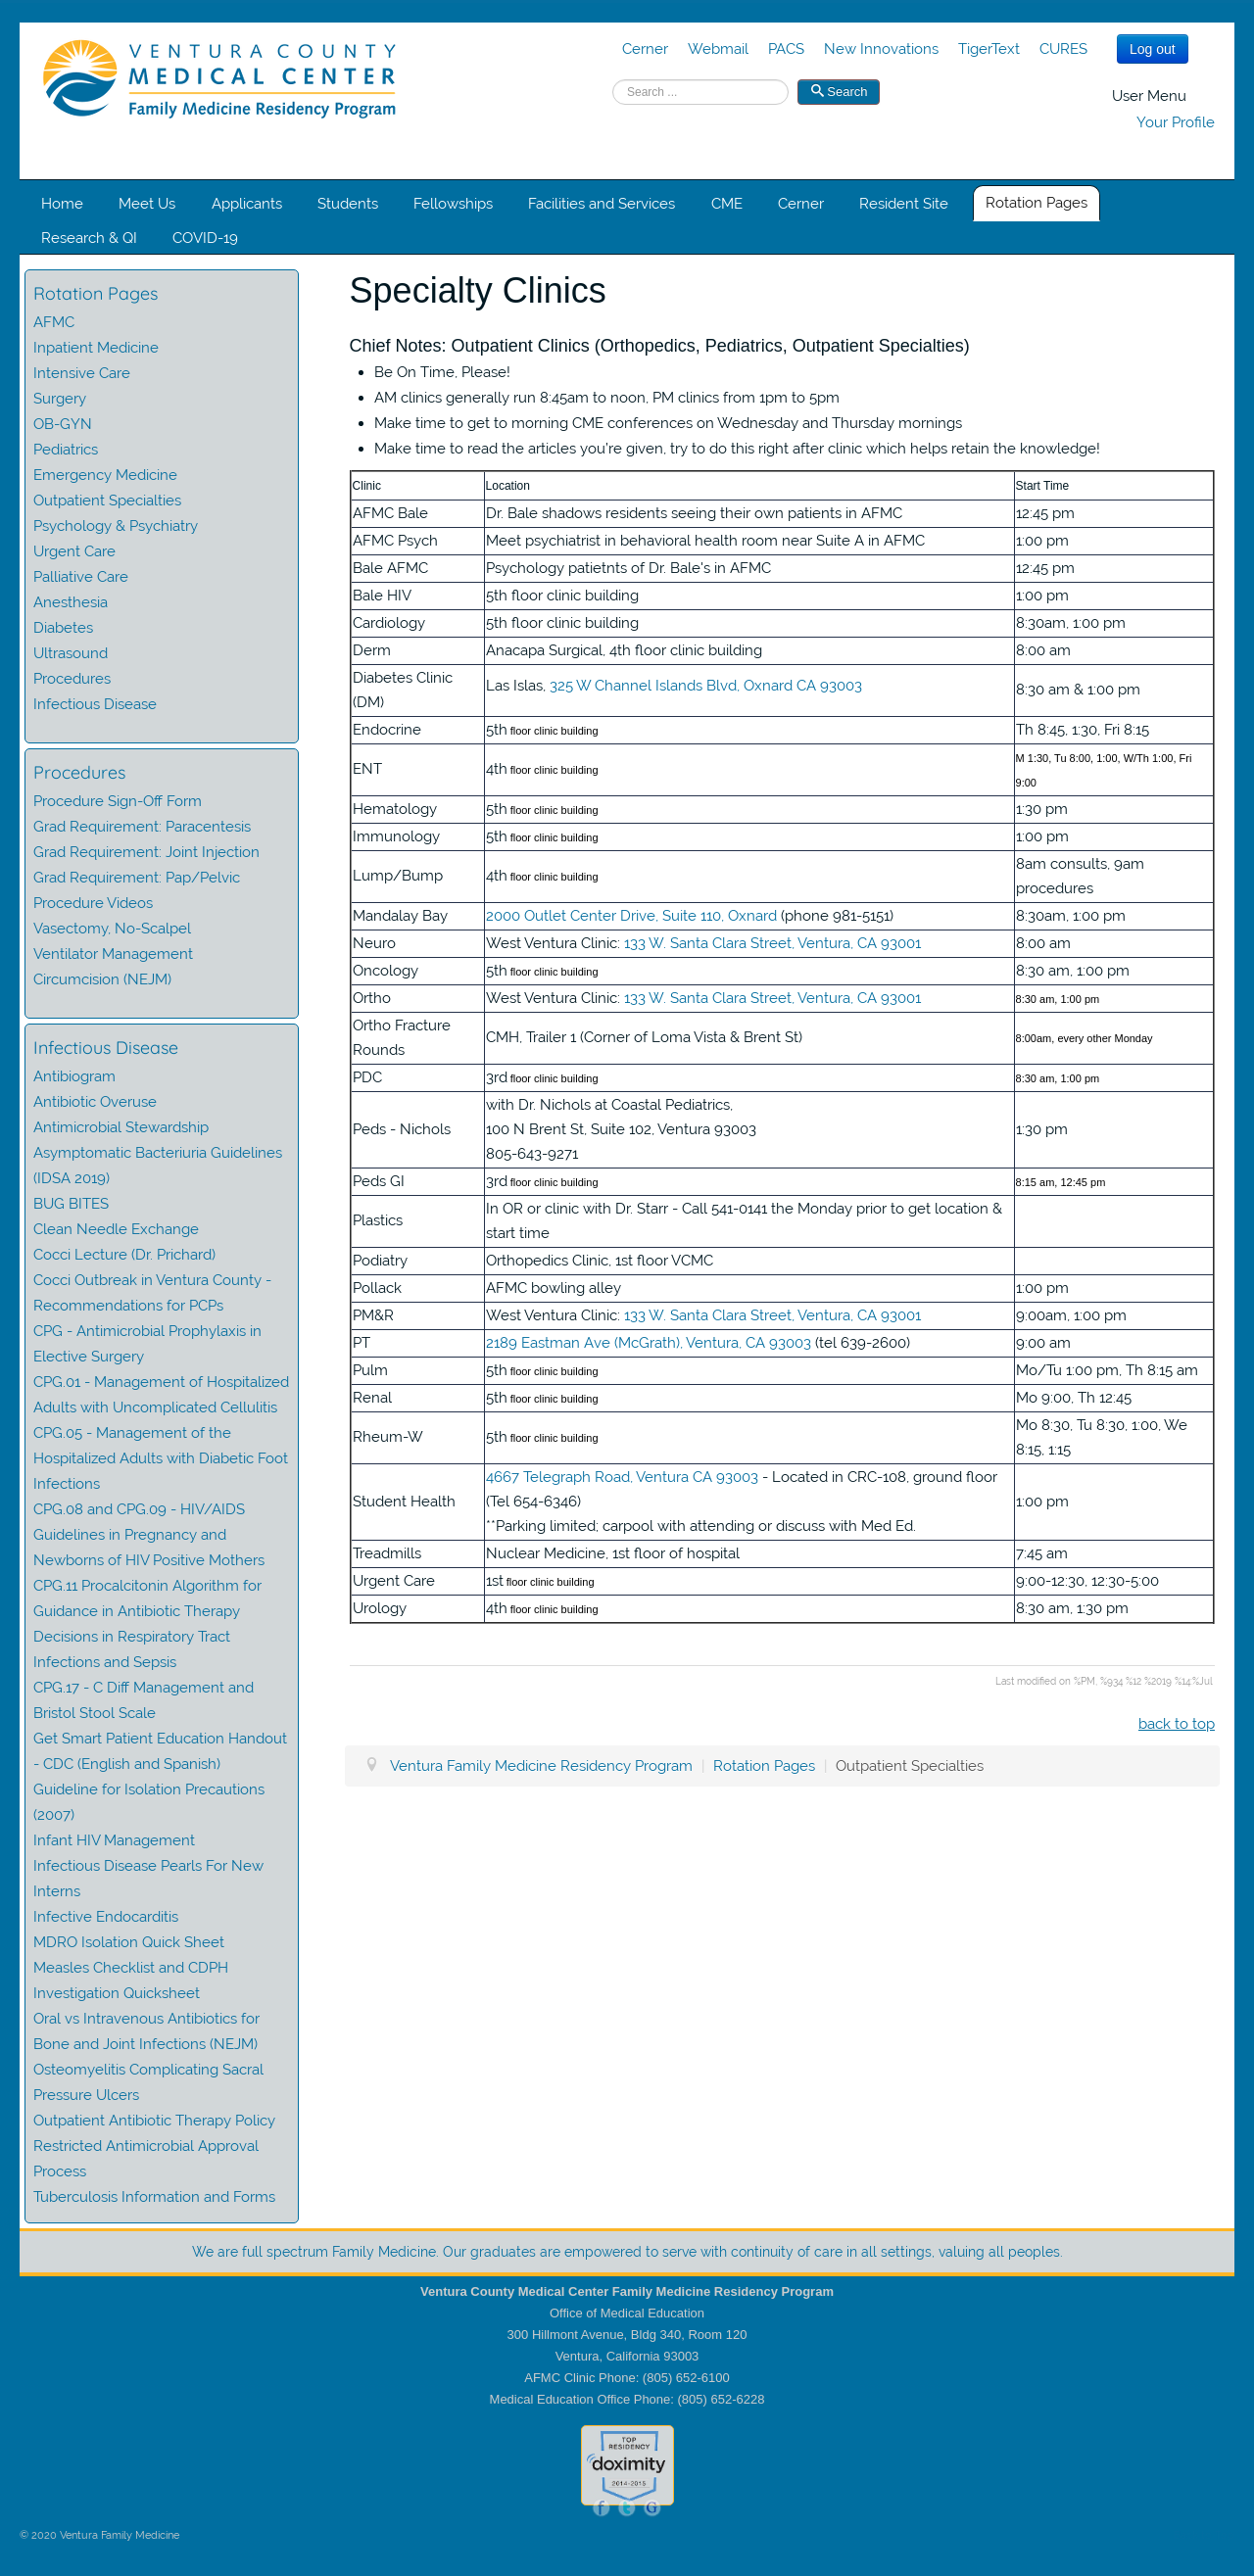 VENTURA COUNTY
MEDICAL CENTER
Family Medicine Residency Program
Cerner Webmail PACS New Innovations TigerText CURES Log out
Search ... Search
User Menu
Your Profile
Home Meet Us Applicants Students Fellowships Facilities and Services CME Cerner Resident Site Rotation Pages
Research & QI COVID-19
Rotation Pages
AFMC
Inpatient Medicine
Intensive Care
Surgery
OB-GYN
Pediatrics
Emergency Medicine
Outpatient Specialties
Psychology & Psychiatry
Urgent Care
Palliative Care
Anesthesia
Diabetes
Ultrasound
Procedures
Infectious Disease
Procedures
Procedure Sign-Off Form
Grad Requirement: Paracentesis
Grad Requirement: Joint Injection
Grad Requirement: Pap/Pelvic
Procedure Videos
Vasectomy, No-Scalpel
Ventilator Management
Circumcision (NEJM)
Infectious Disease
Antibiogram
Antibiotic Overuse
Antimicrobial Stewardship
Asymptomatic Bacteriuria Guidelines
(IDSA 2019)
BUG BITES
Clean Needle Exchange
Cocci Lecture (Dr. Prichard)
Cocci Outbreak in Ventura County -
Recommendations for PCPs
CPG - Antimicrobial Prophylaxis in
Elective Surgery
CPG.01 - Management of Hospitalized
Adults with Uncomplicated Cellulitis
CPG.05 - Management of the
Hospitalized Adults with Diabetic Foot
Infections
CPG.08 and CPG.09 - HIV/AIDS
Guidelines in Pregnancy and
Newborns of HIV Positive Mothers
CPG.11 Procalcitonin Algorithm for
Guidance in Antibiotic Therapy
Decisions in Respiratory Tract
Infections and Sepsis
CPG.17 - C Diff Management and
Bristol Stool Scale
Get Smart Patient Education Handout
- CDC (English and Spanish)
Guideline for Isolation Precautions
(2007)
Infant HIV Management
Infectious Disease Pearls For New
Interns
Infective Endocarditis
MDRO Isolation Quick Sheet
Measles Checklist and CDPH
Investigation Quicksheet
Oral vs Intravenous Antibiotics for
Bone and Joint Infections (NEJM)
Osteomyelitis Complicating Sacral
Pressure Ulcers
Outpatient Antibiotic Therapy Policy
Restricted Antimicrobial Approval
Process
Tuberculosis Information and Forms
Specialty Clinics
Chief Notes: Outpatient Clinics (Orthopedics, Pediatrics, Outpatient Specialties)
• Be On Time, Please!
• AM clinics generally run 8:45am to noon, PM clinics from 1pm to 5pm
• Make time to get to morning CME conferences on Wednesday and Thursday mornings
• Make time to read the articles you're given, try to do this right after clinic which helps retain the knowledge!
Clinic Location Start Time
AFMC Bale Dr. Bale shadows residents seeing their own patients in AFMC 12:45 pm
AFMC Psych Meet psychiatrist in behavioral health room near Suite A in AFMC 1:00 pm
Bale AFMC Psychology patietnts of Dr. Bale's in AFMC 12:45 pm
Bale HIV 5th floor clinic building 1:00 pm
Cardiology 5th floor clinic building 8:30am, 1:00 pm
Derm Anacapa Surgical, 4th floor clinic building 8:00 am
Diabetes Clinic
(DM) Las Islas, 325 W Channel Islands Blvd, Oxnard CA 93003 8:30 am & 1:00 pm
Endocrine 5th floor clinic building Th 8:45, 1:30, Fri 8:15
ENT 4th floor clinic building M 1:30, Tu 8:00, 1:00, W/Th 1:00, Fri
9:00
Hematology 5th floor clinic building 1:30 pm
Immunology 5th floor clinic building 1:00 pm
Lump/Bump 4th floor clinic building 8am consults, 9am
procedures
Mandalay Bay 2000 Outlet Center Drive, Suite 110, Oxnard (phone 981-5151) 8:30am, 1:00 pm
Neuro West Ventura Clinic: 133 W. Santa Clara Street, Ventura, CA 93001 8:00 am
Oncology 5th floor clinic building 8:30 am, 1:00 pm
Ortho West Ventura Clinic: 133 W. Santa Clara Street, Ventura, CA 93001 8:30 am, 1:00 pm
Ortho Fracture
Rounds CMH, Trailer 1 (Corner of Loma Vista & Brent St) 8:00am, every other Monday
PDC 3rd floor clinic building 8:30 am, 1:00 pm
Peds - Nichols with Dr. Nichols at Coastal Pediatrics,
100 N Brent St, Suite 102, Ventura 93003
805-643-9271 1:30 pm
Peds GI 3rd floor clinic building 8:15 am, 12:45 pm
Plastics In OR or clinic with Dr. Starr - Call 541-0141 the Monday prior to get location &
start time
Podiatry Orthopedics Clinic, 1st floor VCMC
Pollack AFMC bowling alley 1:00 pm
PM&R West Ventura Clinic: 133 W. Santa Clara Street, Ventura, CA 93001 9:00am, 1:00 pm
PT 2189 Eastman Ave (McGrath), Ventura, CA 93003 (tel 639-2600) 9:00 am
Pulm 5th floor clinic building Mo/Tu 1:00 pm, Th 8:15 am
Renal 5th floor clinic building Mo 9:00, Th 12:45
Rheum-W 5th floor clinic building Mo 8:30, Tu 8:30, 1:00, We
8:15, 1:15
Student Health 4667 Telegraph Road, Ventura CA 93003 - Located in CRC-108, ground floor
(Tel 654-6346)
**Parking limited; carpool with attending or discuss with Med Ed. 1:00 pm
Treadmills Nuclear Medicine, 1st floor of hospital 7:45 am
Urgent Care 1st floor clinic building 9:00-12:30, 12:30-5:00
Urology 4th floor clinic building 8:30 am, 1:30 pm
Last modified on %PM, %934 %12 %2019 %14:%Jul
back to top
Ventura Family Medicine Residency Program | Rotation Pages | Outpatient Specialties
We are full spectrum Family Medicine. Our graduates are empowered to serve with continuity of care in all settings, valuing all peoples.
Ventura County Medical Center Family Medicine Residency Program
Office of Medical Education
300 Hillmont Avenue, Bldg 340, Room 120
Ventura, California 93003
AFMC Clinic Phone: (805) 652-6100
Medical Education Office Phone: (805) 652-6228
TOP
RESIDENCY
doximity
2014-2015
f t G
© 2020 Ventura Family Medicine